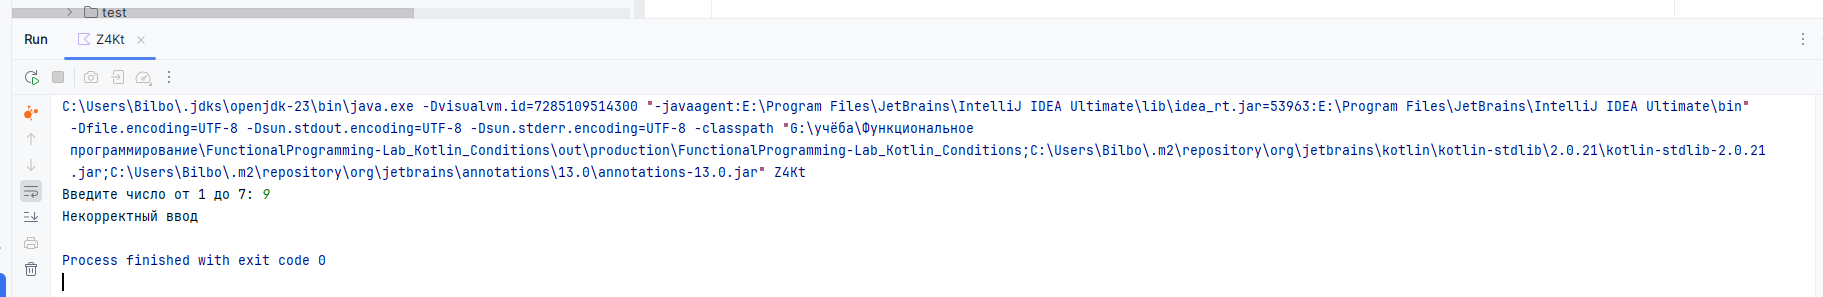 test
Run Z4Kt
C:\Users\Bilbo\.jdks\openjdk-23\bin\java.exe -Dvisualvm.id=7285109514300 "-javaagent:E:\Program Files\JetBrains\IntelliJ IDEA Ultimate\lib\idea_rt.jar=53963:E:\Program Files\JetBrains\IntelliJ IDEA Ultimate\bin"
-Dfile.encoding=UTF-8 -Dsun.stdout.encoding=UTF-8 -Dsun.stderr.encoding=UTF-8 -classpath "G:\учёба\Функциональное
программирование\FunctionalProgramming-Lab_Kotlin_Conditions\out\production\FunctionalProgramming-Lab_Kotlin_Conditions;C:\Users\Bilbo\.m2\repository\org\jetbrains\kotlin\kotlin-stdlib\2.0.21\kotlin-stdlib-2.0.21
.jar;C:\Users\Bilbo\.m2\repository\org\jetbrains\annotations\13.0\annotations-13.0.jar" Z4Kt
Введите число от 1 до 7: 9
Некорректный ввод
Process finished with exit code 0